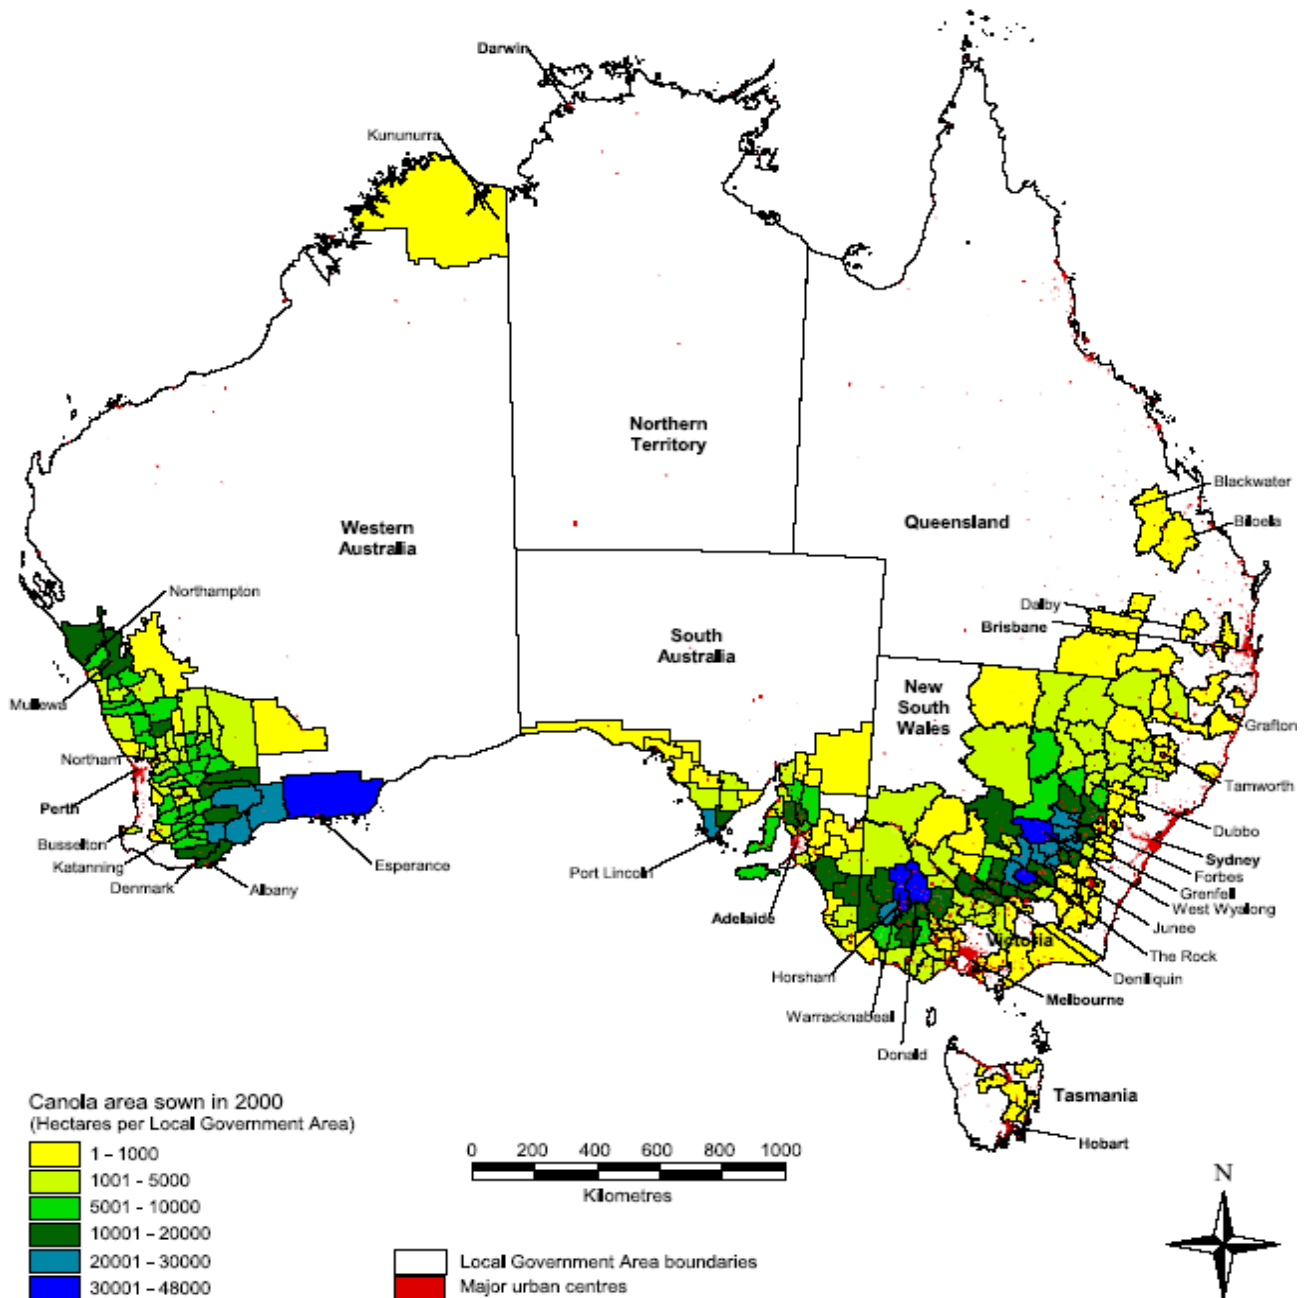 Darwin
Kununurra
Northern
Territory
Blackwater
Biloela
Queensland
Western
Australia
Northampton
Dalby
Brisbane
South
Australia
New
South
Wales
Mullewa
Grafton
Northam
Tamworth
Perth
Dubbo
Busselton
Sydney
Katanning
Esperance
Port Lincoln
Forbes
Denmark
Albany
Grenfell
West Wyalong
Adelaide
Junee
Victoria
The Rock
Horsham
Deniliquin
Melbourne
Warracknabeal
Donald
Tasmania
Hobart
Canola area sown in 2000
(Hectares per Local Government Area)
1 – 1000
1001 - 5000
5001 - 10000
10001 - 20000
20001 - 30000
30001 - 48000
0 200 400 600 800 1000
Kilometres
Local Government Area boundaries
Major urban centres
N